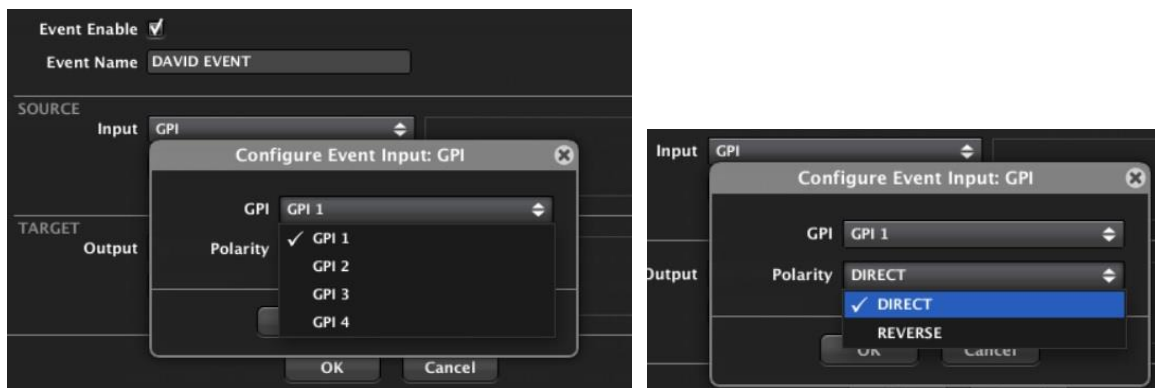 Event Enable
Event Name DAVID EVENT
SOURCE
Input GPI
Configure Event Input: GPI
GPI GPI 1
TARGET
Output
Polarity
GPI 1
GPI 2
GPI 3
GPI 4
OK Cancel
Input GPI
Configure Event Input: GPI
GPI GPI 1
Output
Polarity DIRECT
DIRECT
REVERSE
OK Cancel